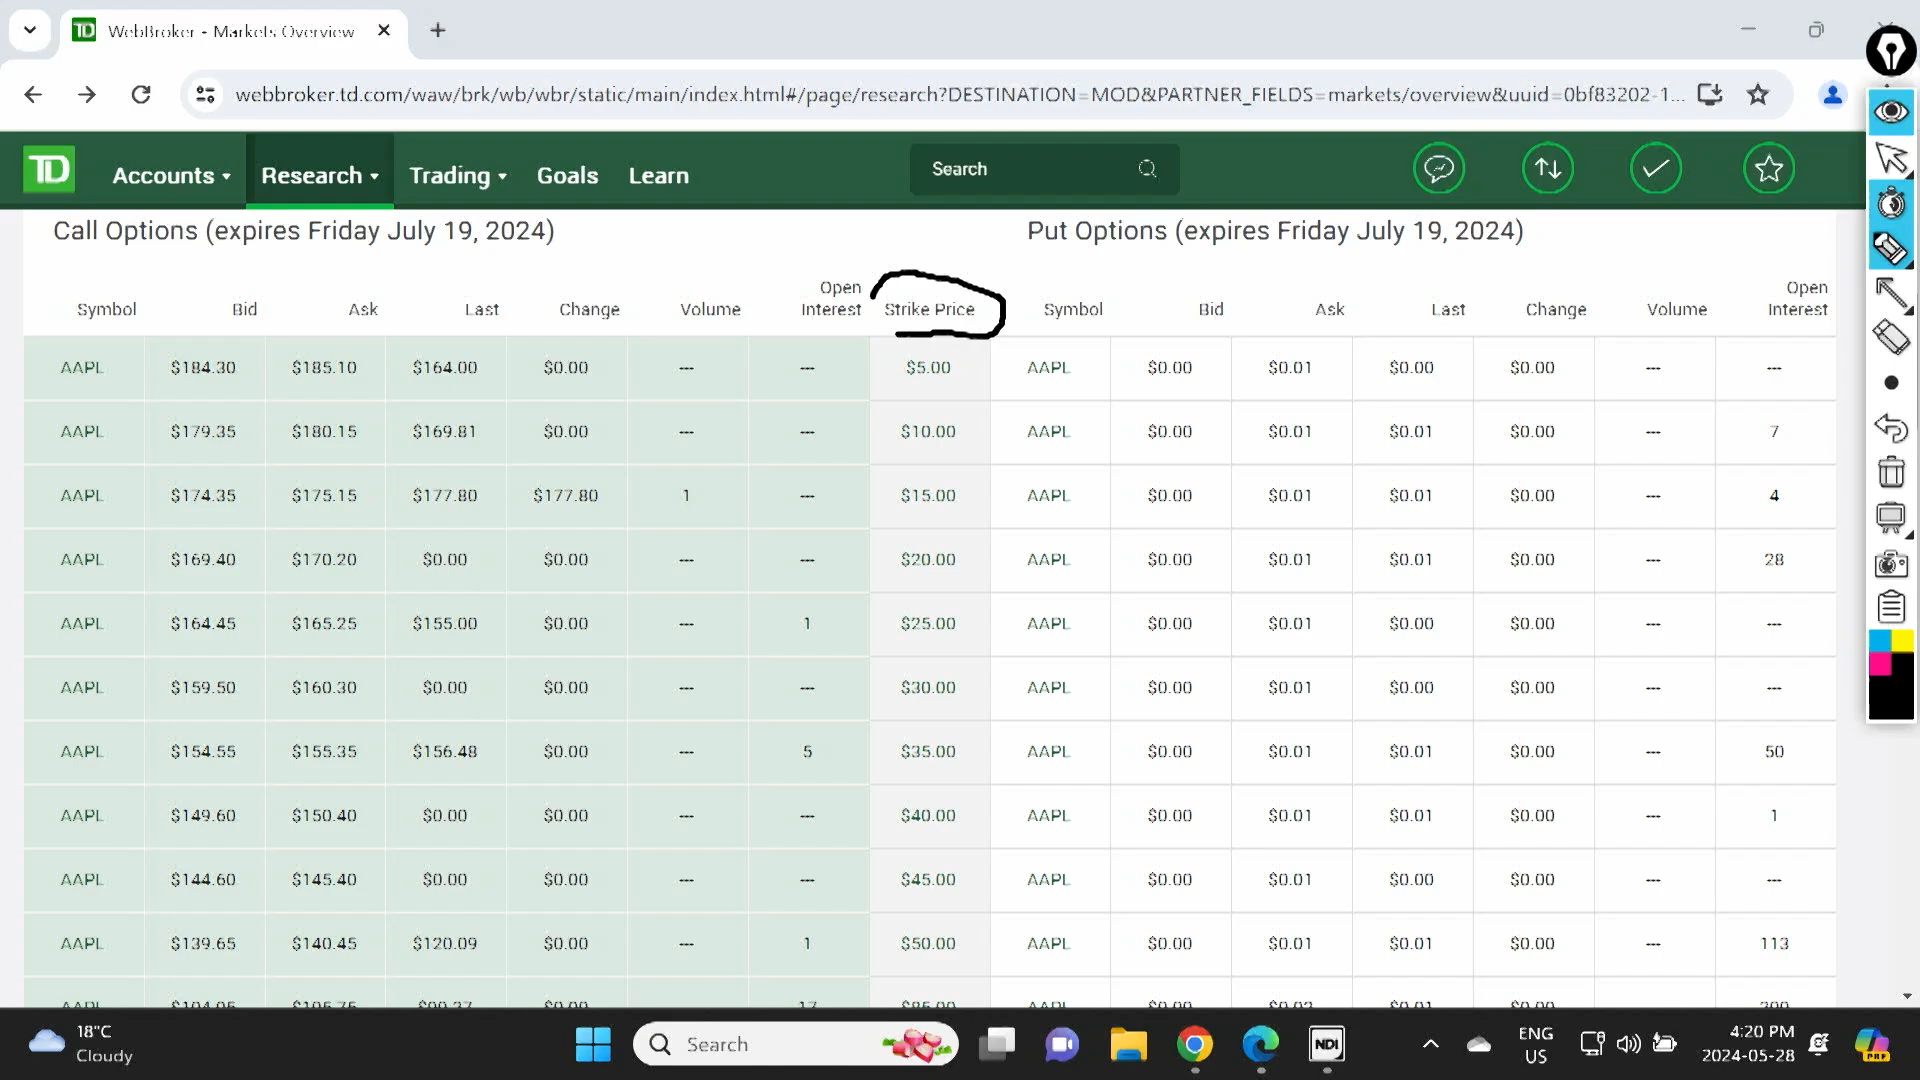 TD WebBroker - Markets Overview
webbroker.td.com/waw/brk/wb/wbr/static/main/index.html#/page/research?DESTINATION=MOD&PARTNER_FIELDS=markets/overview&uuid=0bf83202-1...
TD Accounts Research Trading Goals Learn Search
Call Options (expires Friday July 19, 2024) Put Options (expires Friday July 19, 2024)
Symbol Bid Ask Last Change Volume Open Interest Strike Price Symbol Bid Ask Last Change Volume Open Interest
AAPL $184.30 $185.10 $164.00 $0.00 --- --- $5.00 AAPL $0.00 $0.01 $0.00 $0.00 --- ---
AAPL $179.35 $180.15 $169.81 $0.00 --- --- $10.00 AAPL $0.00 $0.01 $0.01 $0.00 --- 7
AAPL $174.35 $175.15 $177.80 $177.80 1 --- $15.00 AAPL $0.00 $0.01 $0.01 $0.00 --- 4
AAPL $169.40 $170.20 $0.00 $0.00 --- --- $20.00 AAPL $0.00 $0.01 $0.01 $0.00 --- 28
AAPL $164.45 $165.25 $155.00 $0.00 --- 1 $25.00 AAPL $0.00 $0.01 $0.00 $0.00 --- ---
AAPL $159.50 $160.30 $0.00 $0.00 --- --- $30.00 AAPL $0.00 $0.01 $0.00 $0.00 --- ---
AAPL $154.55 $155.35 $156.48 $0.00 --- 5 $35.00 AAPL $0.00 $0.01 $0.01 $0.00 --- 50
AAPL $149.60 $150.40 $0.00 $0.00 --- --- $40.00 AAPL $0.00 $0.01 $0.01 $0.00 --- 1
AAPL $144.60 $145.40 $0.00 $0.00 --- --- $45.00 AAPL $0.00 $0.01 $0.00 $0.00 --- ---
AAPL $139.65 $140.45 $120.09 $0.00 --- 1 $50.00 AAPL $0.00 $0.01 $0.01 $0.00 --- 113
18°C
Cloudy
Search
NDI
ENG
US
4:20 PM
2024-05-28
PRE